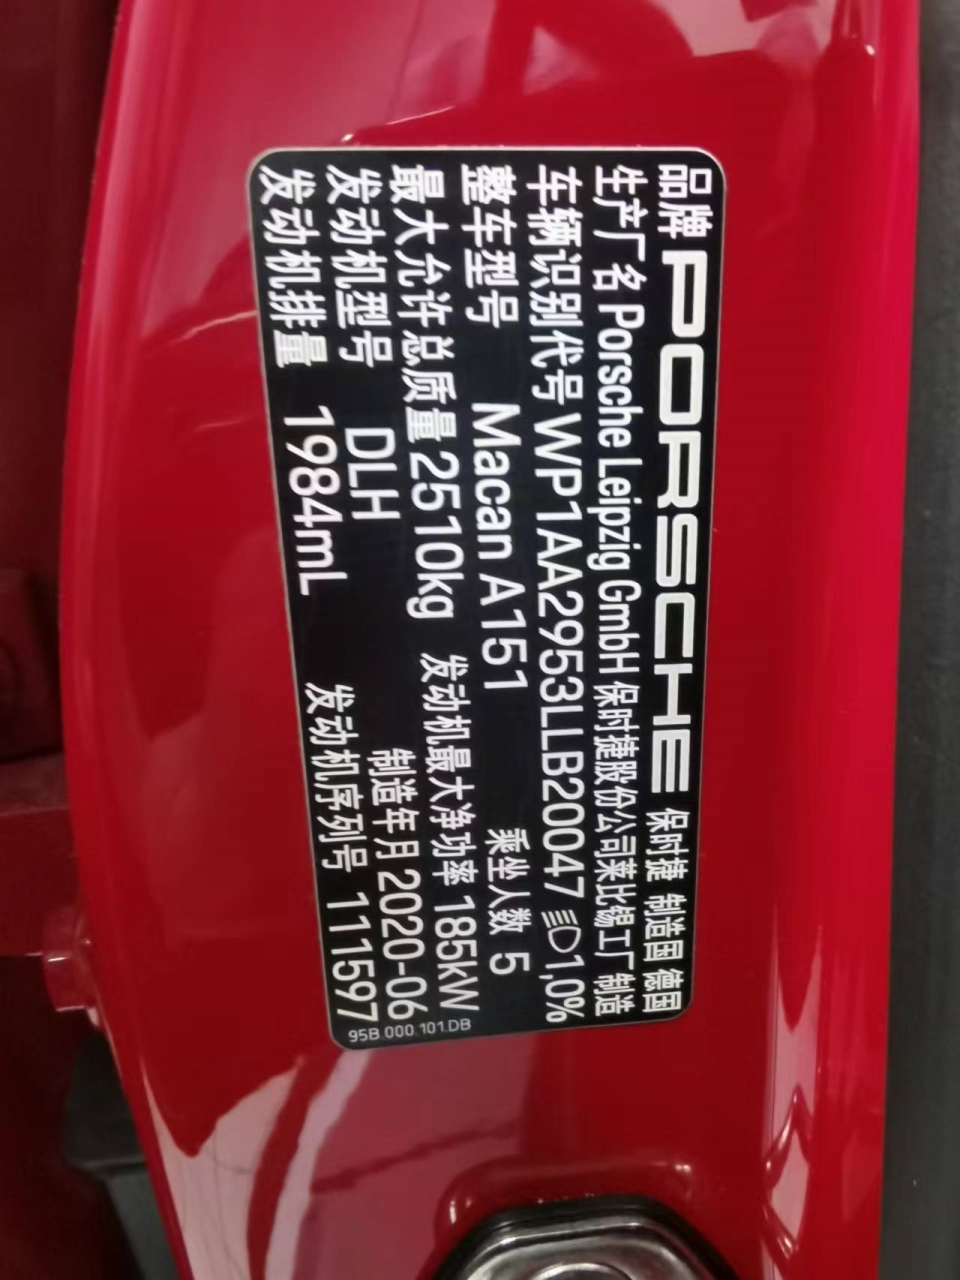 品牌 PORSCHE 保时捷 制造国 德国
生产厂名 Porsche Leipzig GmbH 保时捷股份公司莱比锡工厂 制造
车辆识别代号 WP1AA2953LLB20047 1,0%
整车型号 Macan A151 乘坐人数 5
最大允许总质量 2510kg 发动机最大净功率 185kW
发动机型号 DLH 制造年月 2020-06
发动机排量 1984mL 发动机序列号 111597
95B.000.101.DB